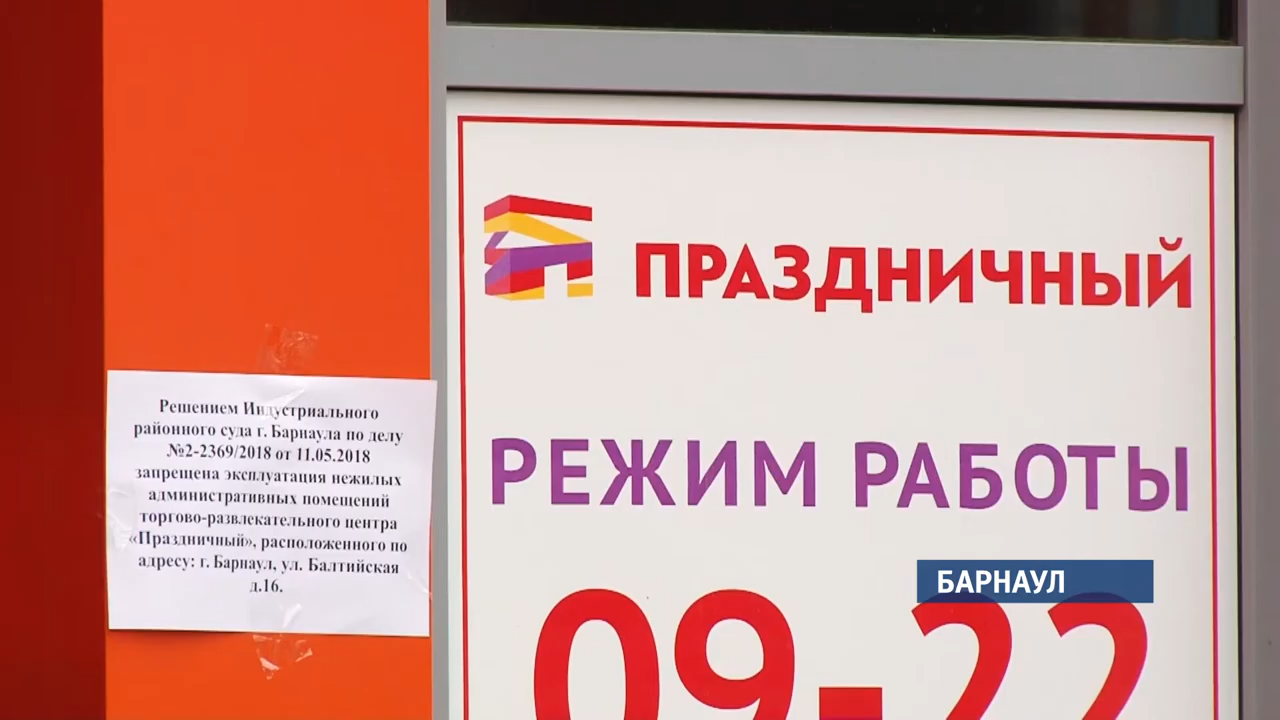 Решением Индустриального
районного суда г. Барнаула по делу
№2-2369/2018 от 11.05.2018
запрещена эксплуатация нежилых
административных помещений
торгово-развлекательного центра
«Праздничный», расположенного по
адресу: г. Барнаул, ул. Балтийская
д.16.
ПРАЗДНИЧНЫЙ
РЕЖИМ РАБОТЫ
БАРНАУЛ
09-22